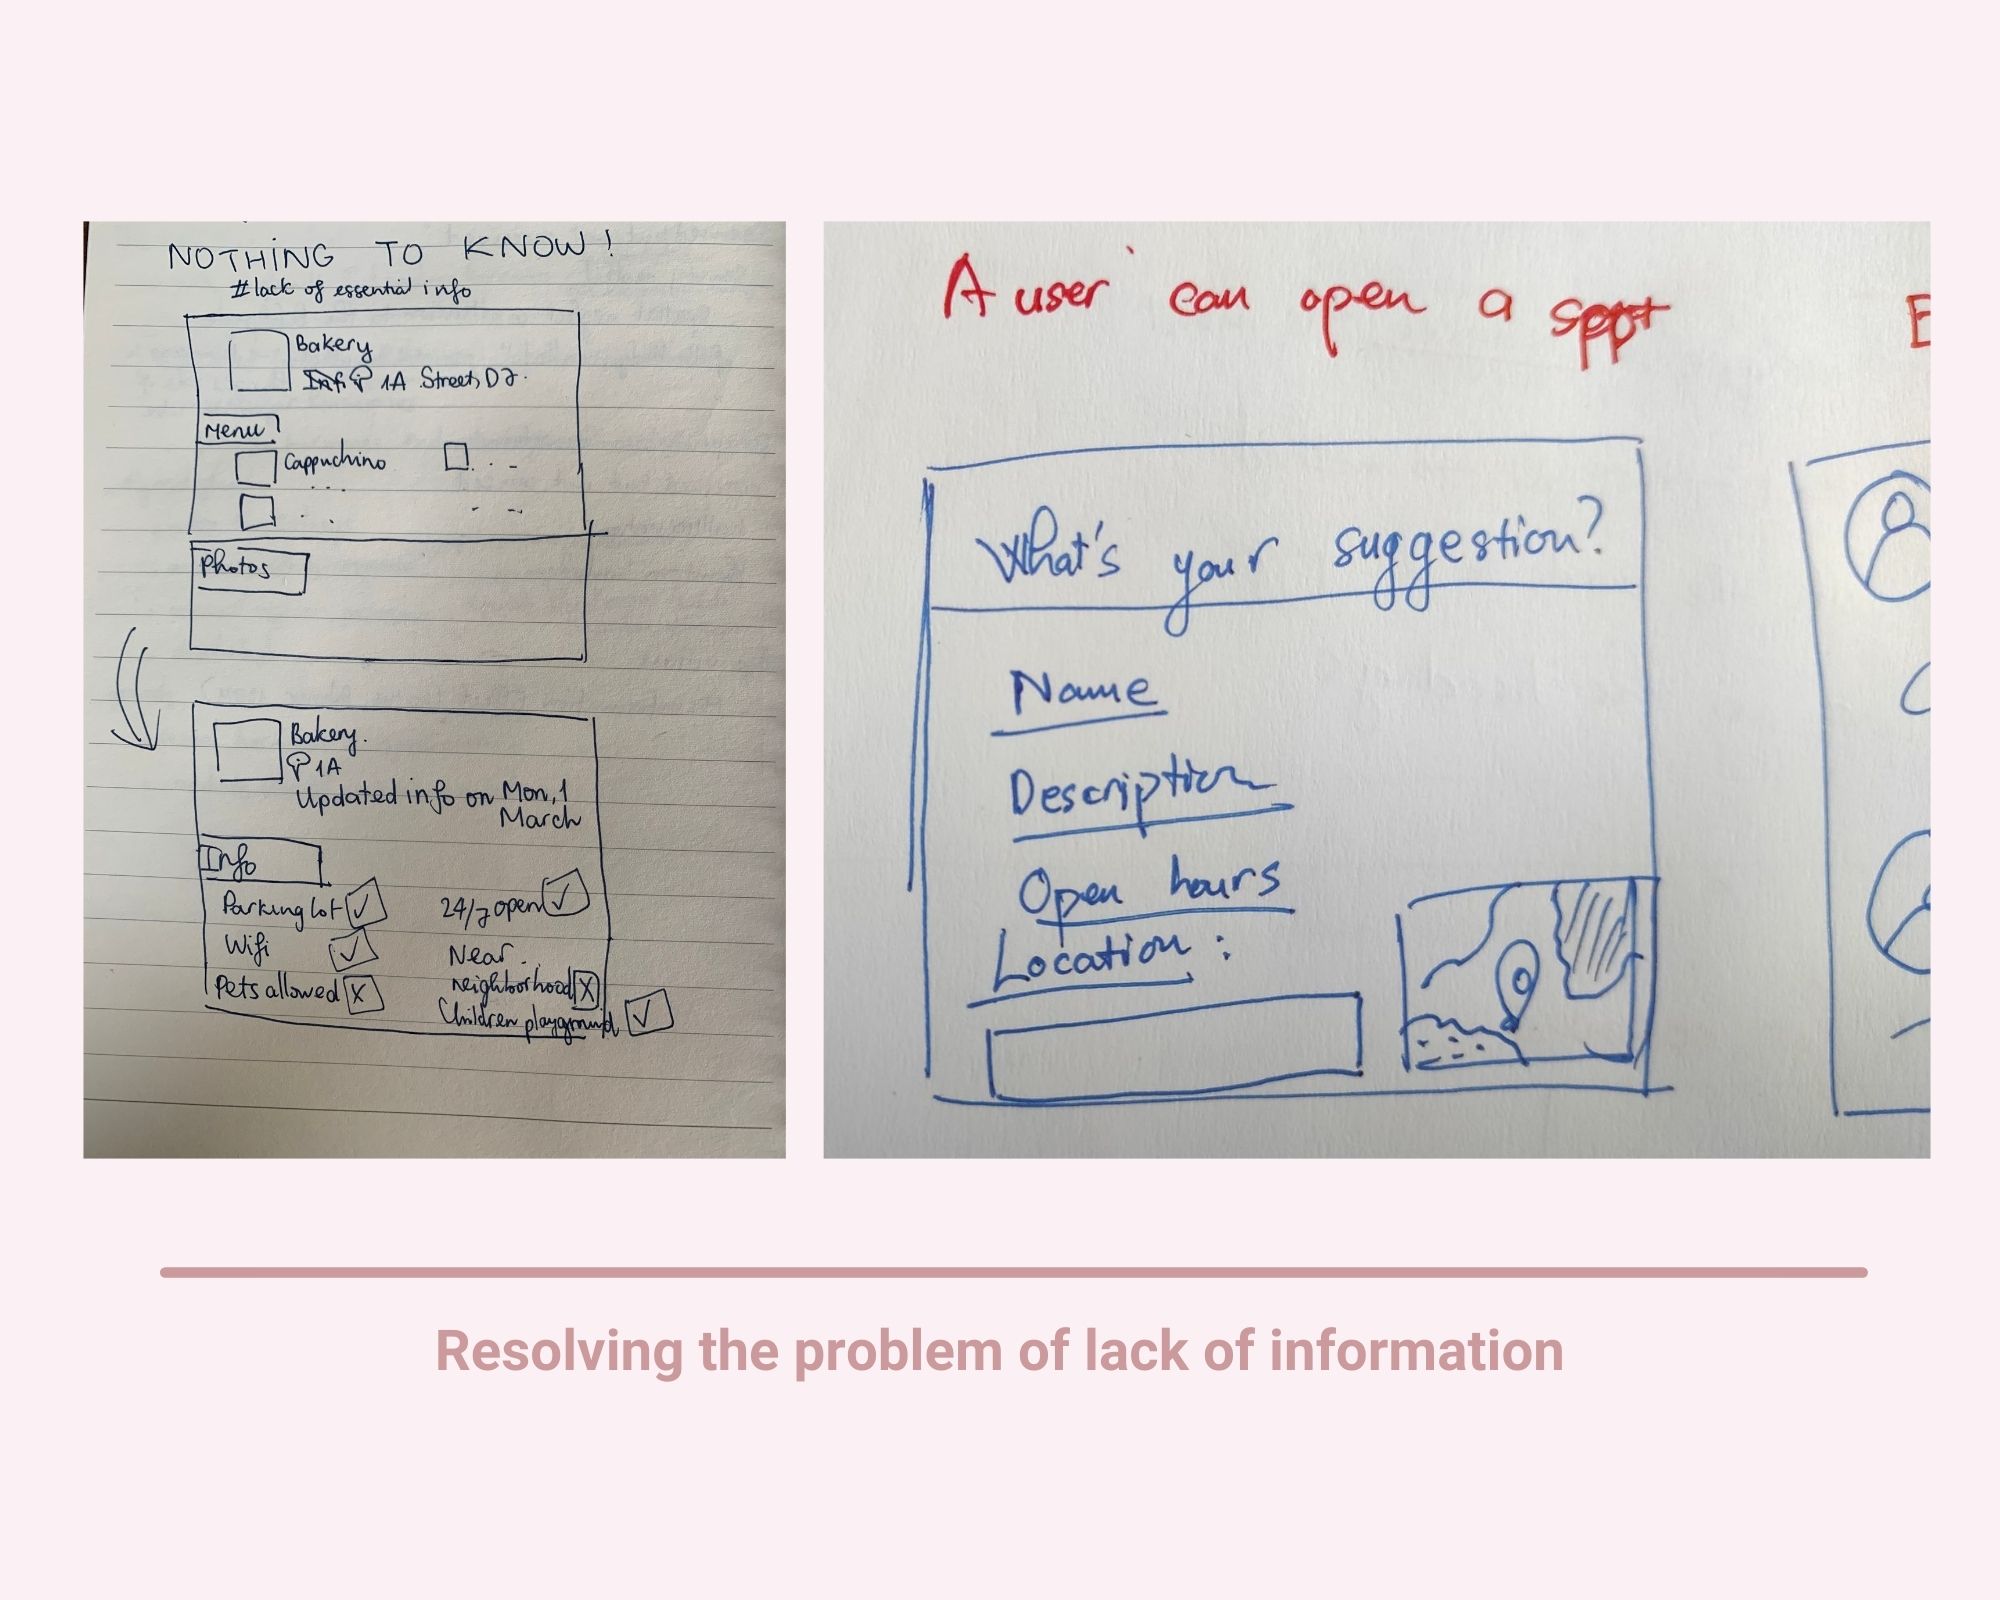 NOTHING TO KNOW!
#lack of essential info
Bakery
1A Street, D2.
Menu
Cappuchino
Photos
Bakery.
1A
Updated info on Mon, 1
March
Info
Parking lot
24/7 open
Wifi
Near
neighborhood X
Pets allowed X
Children playground
A user can open a spot
E
What's your suggestion?
Name
Description
Open hours
Location:
Resolving the problem of lack of information